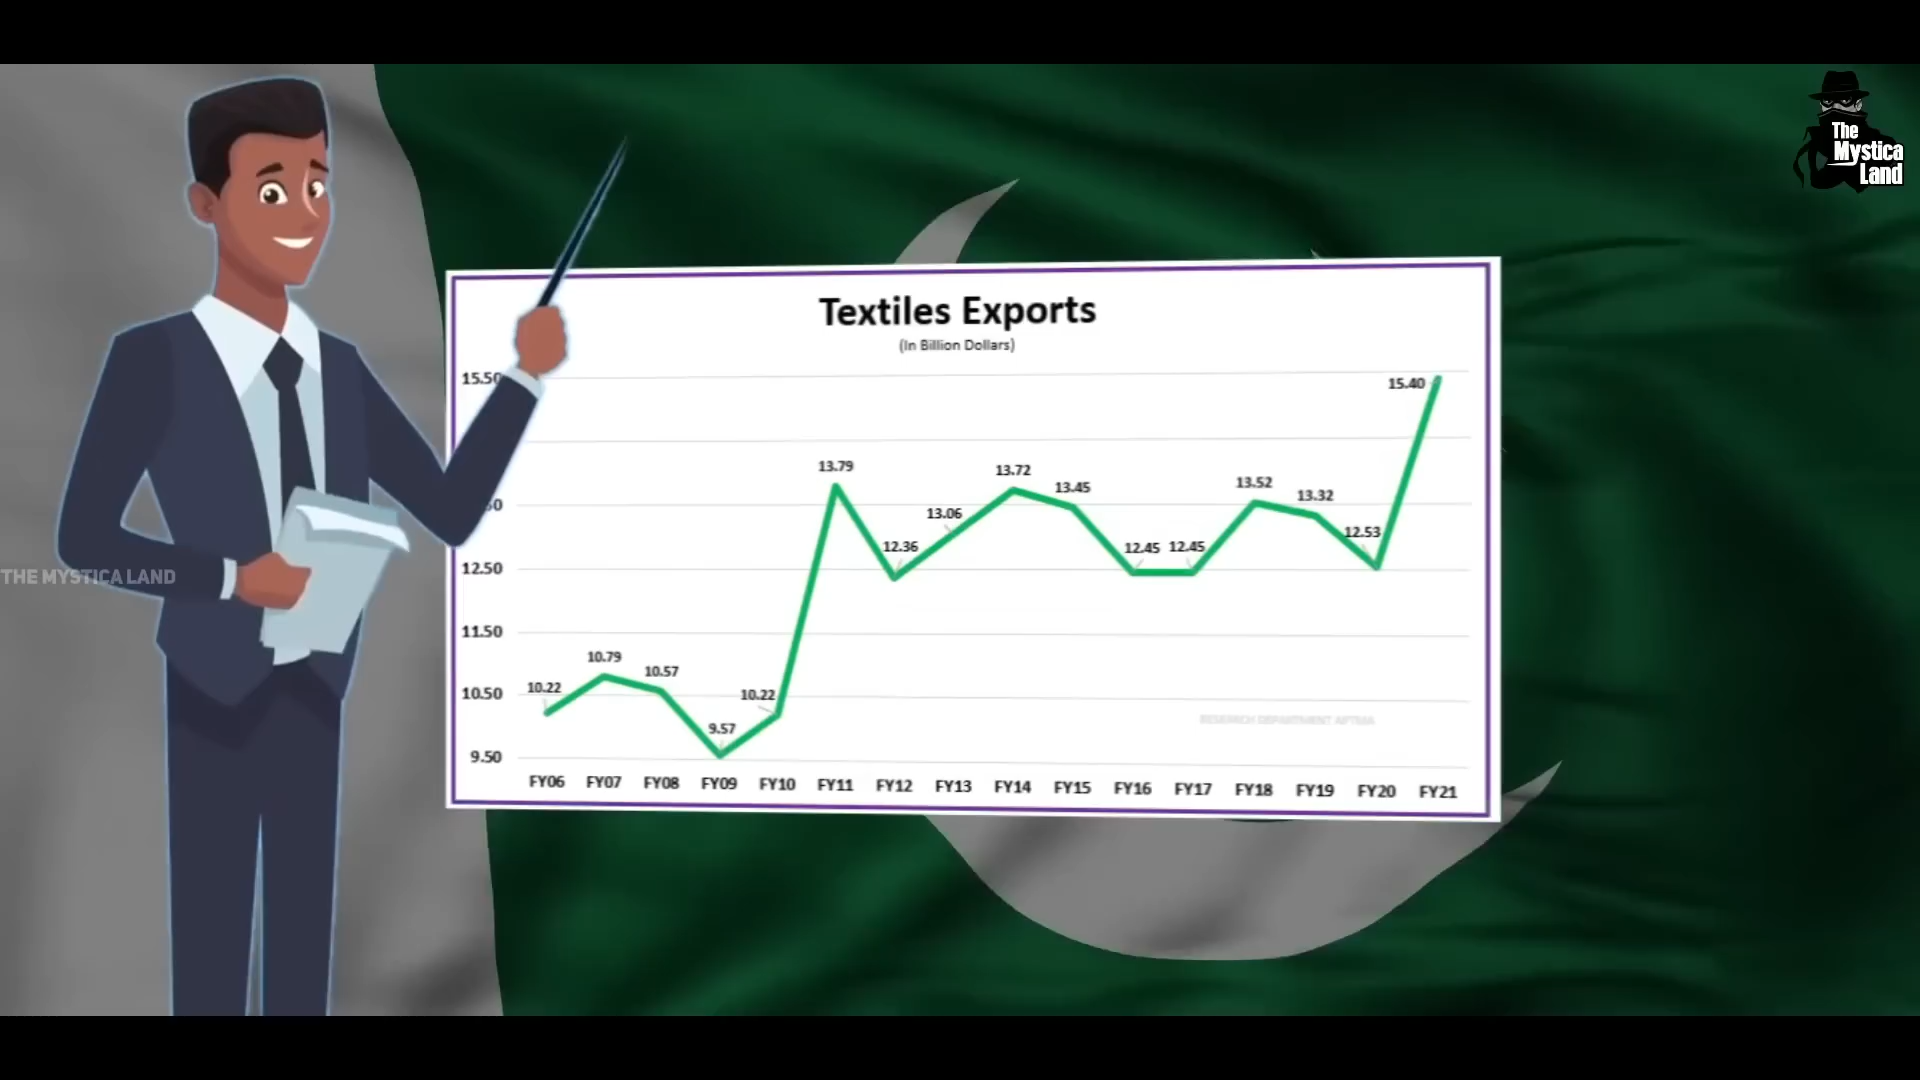 The
Mystica
Land
Textiles Exports
(In Billion Dollars)
15.50
15.40
13.79
13.72
13.45
13.52
13.32
13.06
12.53
12.36
12.45
12.45
12.50
THE MYSTICA LAND
11.50
10.79
10.57
10.22
10.22
10.50
9.57
RESEARCH DEPARTMENT APTMA
9.50
FY06 FY07 FY08 FY09 FY10 FY11 FY12 FY13 FY14 FY15 FY16 FY17 FY18 FY19 FY20 FY21